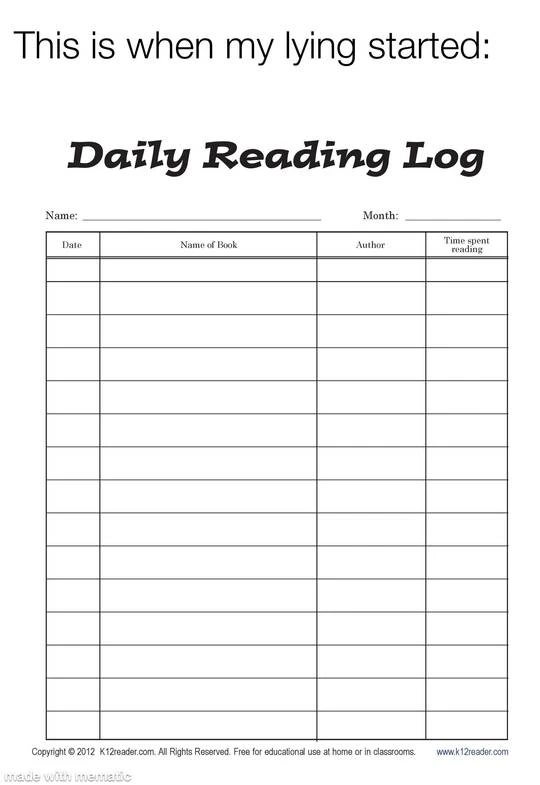 This is when my lying started:
Daily Reading Log
Name: Month:
Date Name of Book Author Time spent
reading
Copyright © 2012 K12reader.com. All Rights Reserved. Free for educational use at home or in classrooms. www.k12reader.com
made with mematic